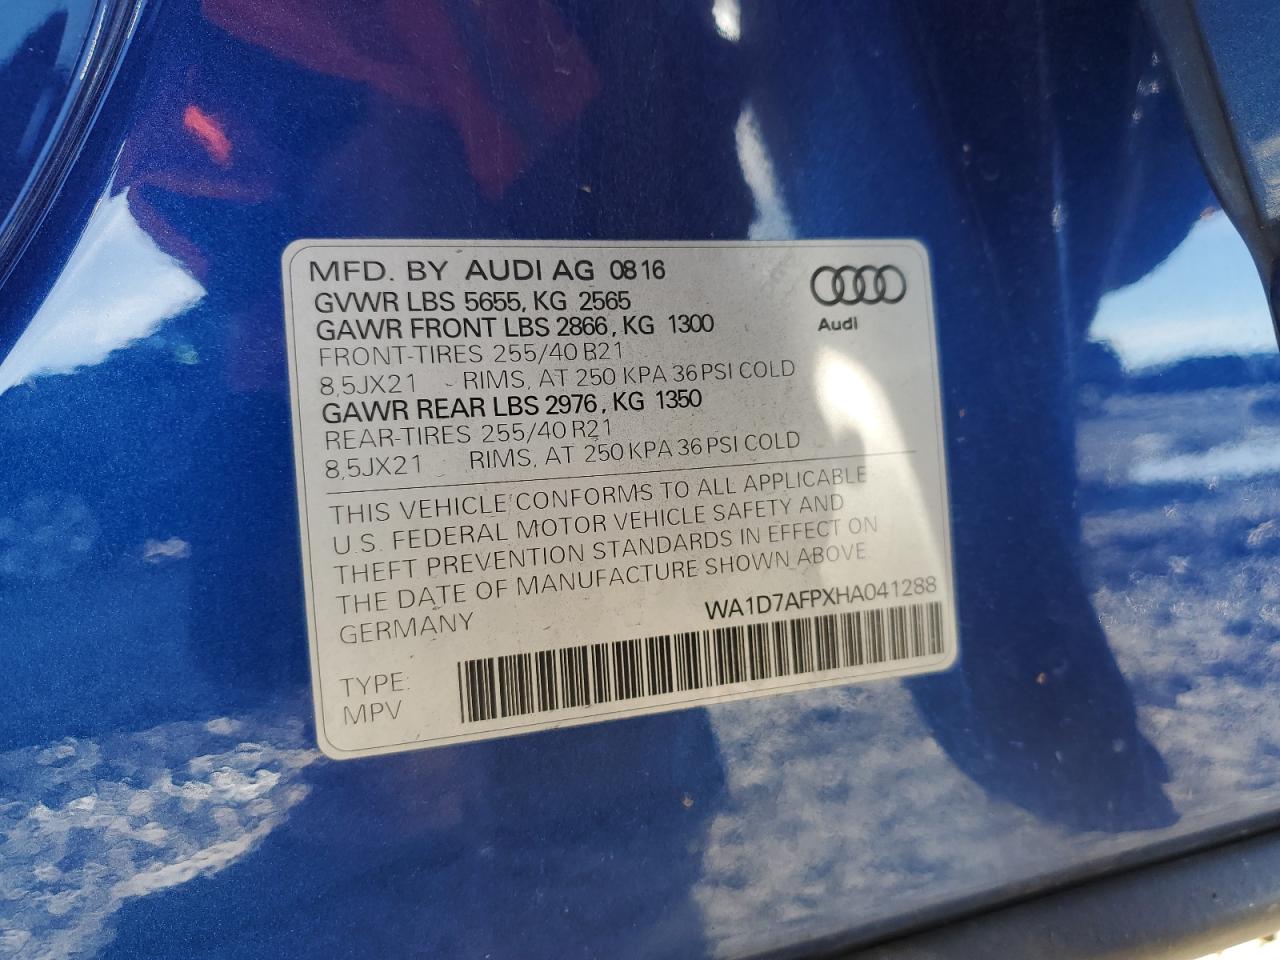 MFD. BY AUDI AG 0816
GVWR LBS 5655, KG 2565
GAWR FRONT LBS 2866, KG 1300
FRONT-TIRES 255/40 R21
8,5JX21 RIMS, AT 250 KPA 36 PSI COLD
GAWR REAR LBS 2976, KG 1350
REAR-TIRES 255/40 R21
8,5JX21 RIMS, AT 250 KPA 36 PSI COLD
Audi
THIS VEHICLE CONFORMS TO ALL APPLICABLE
U.S. FEDERAL MOTOR VEHICLE SAFETY AND
THEFT PREVENTION STANDARDS IN EFFECT ON
THE DATE OF MANUFACTURE SHOWN ABOVE.
GERMANY
WA1D7AFPXHA041288
TYPE:
MPV